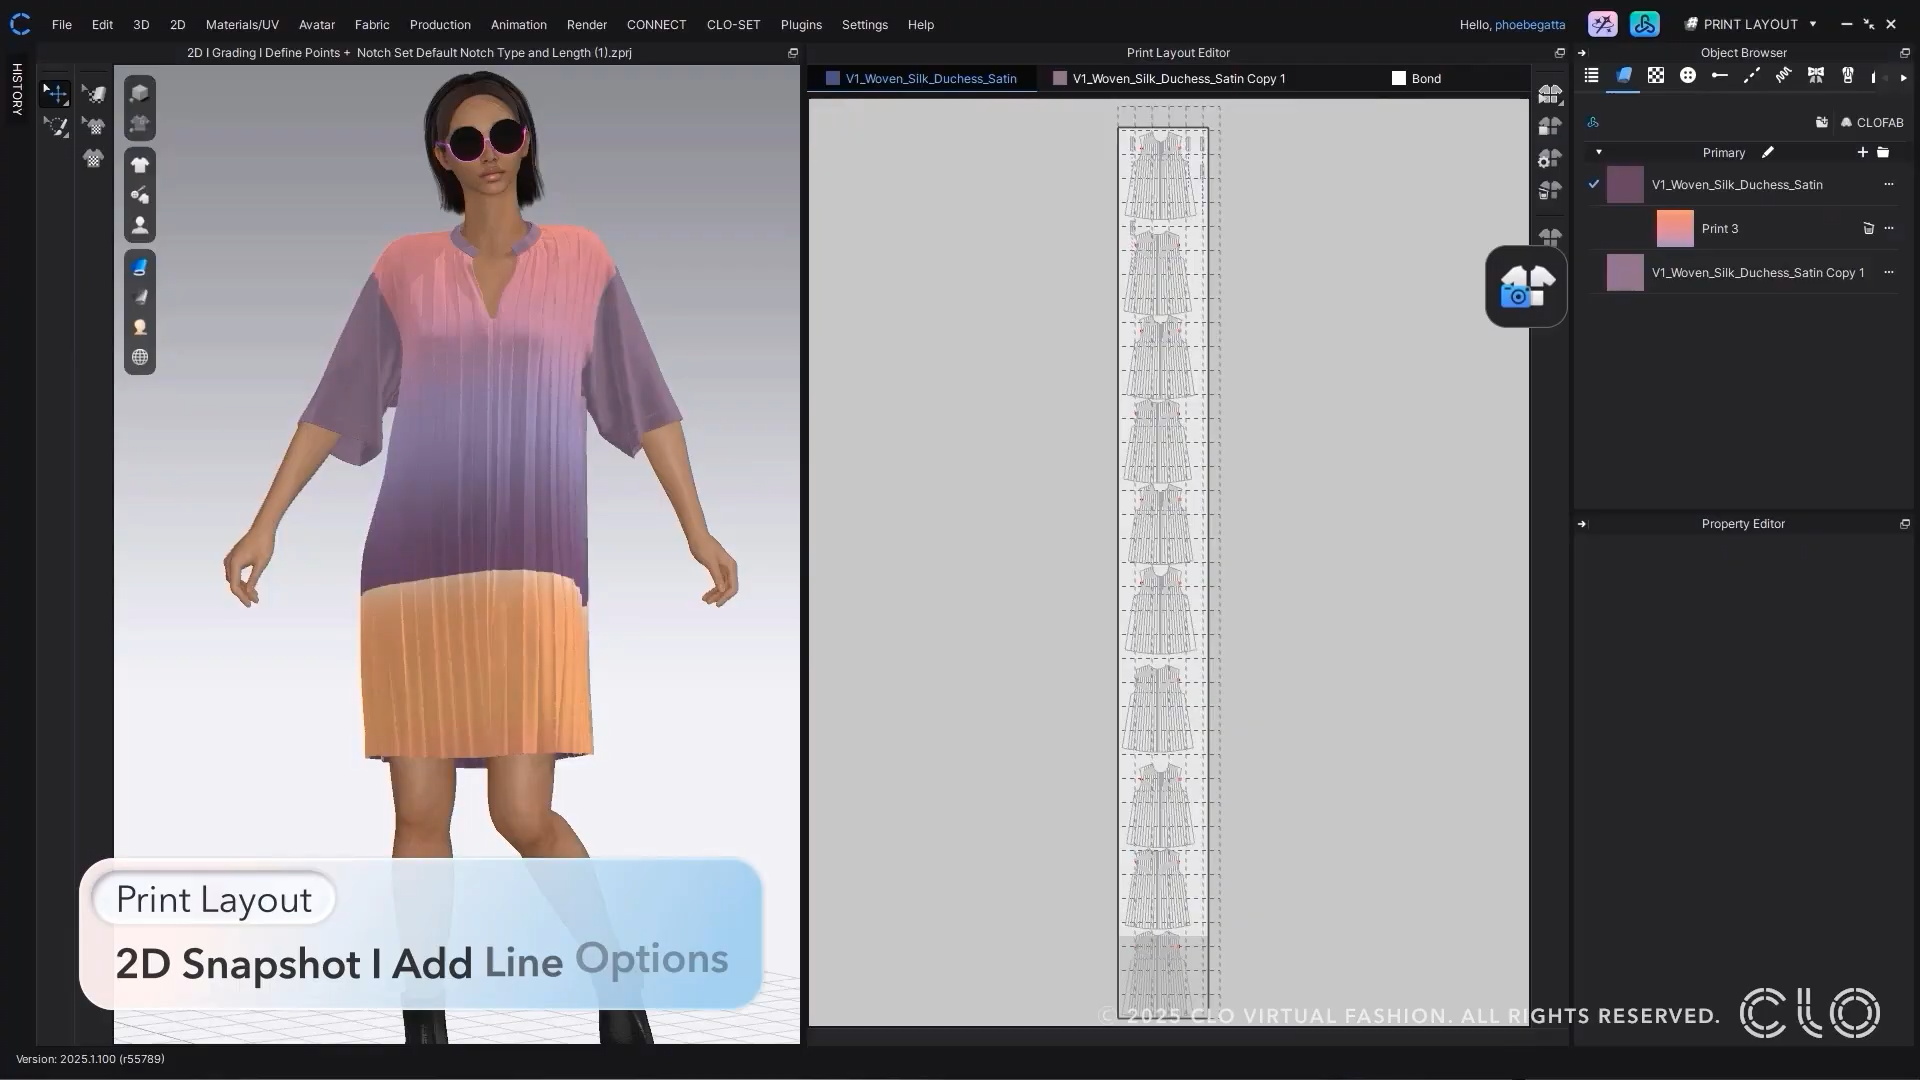 File Edit 3D 2D Materials/UV Avatar Fabric Production Animation Render CONNECT CLO-SET Plugins Settings Help
Hello, phoebegatta
PRINT LAYOUT
2D I Grading I Define Points + Notch Set Default Notch Type and Length (1).zprj
Print Layout Editor
Object Browser
HISTORY
V1_Woven_Silk_Duchess_Satin
V1_Woven_Silk_Duchess_Satin Copy 1
Bond
CLOFAB
Primary
V1_Woven_Silk_Duchess_Satin
Print 3
V1_Woven_Silk_Duchess_Satin Copy 1
Property Editor
Print Layout
2D Snapshot I Add Line Options
© 2025 CLO VIRTUAL FASHION. ALL RIGHTS RESERVED.
CLO
Version: 2025.1.100 (r55789)